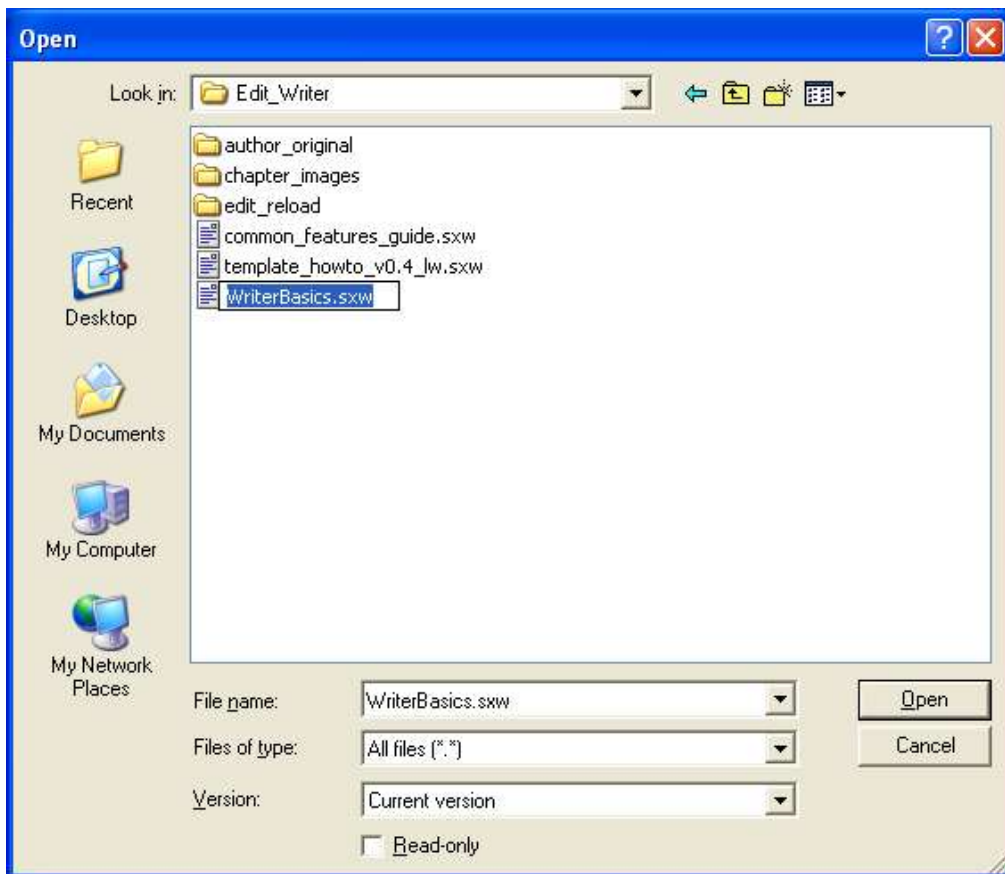 Open
Look in: Edit_Writer
author_original
chapter_images
edit_reload
common_features_guide.sxw
template_howto_v0.4_lw.sxw
WriterBasics.sxw
Recent
Desktop
My Documents
My Computer
My Network
Places
File name: WriterBasics.sxw Open
Files of type: All files (*.*) Cancel
Version: Current version
Read-only